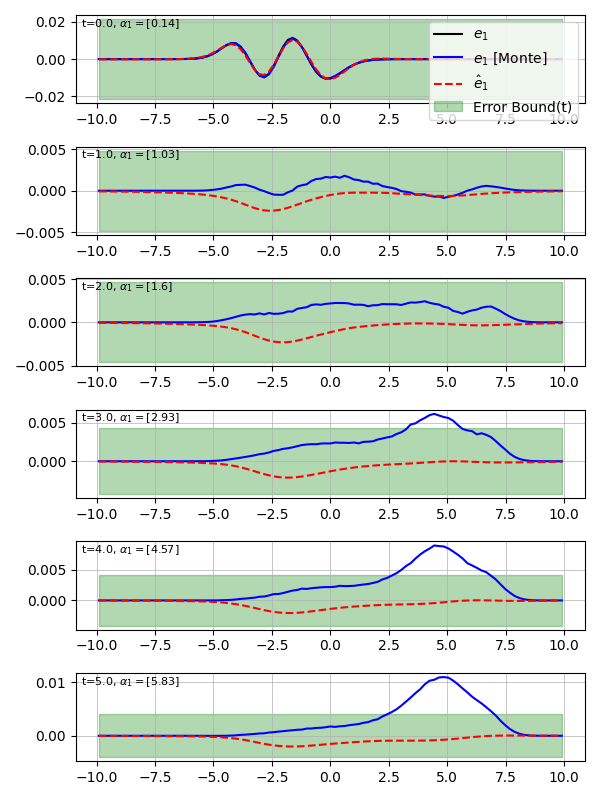 t=0.0, α₁ = [0.14]
e₁
e₁ [Monte]
ê₁
Error Bound(t)
0.02
0.00
−0.02
−10.0 −7.5 −5.0 −2.5 0.0 2.5 5.0 7.5 10.0
t=1.0, α₁ = [1.03]
0.005
0.000
−0.005
−10.0 −7.5 −5.0 −2.5 0.0 2.5 5.0 7.5 10.0
t=2.0, α₁ = [1.6]
0.005
0.000
−0.005
−10.0 −7.5 −5.0 −2.5 0.0 2.5 5.0 7.5 10.0
t=3.0, α₁ = [2.93]
0.005
0.000
−10.0 −7.5 −5.0 −2.5 0.0 2.5 5.0 7.5 10.0
t=4.0, α₁ = [4.57]
0.005
0.000
−10.0 −7.5 −5.0 −2.5 0.0 2.5 5.0 7.5 10.0
t=5.0, α₁ = [5.83]
0.01
0.00
−10.0 −7.5 −5.0 −2.5 0.0 2.5 5.0 7.5 10.0